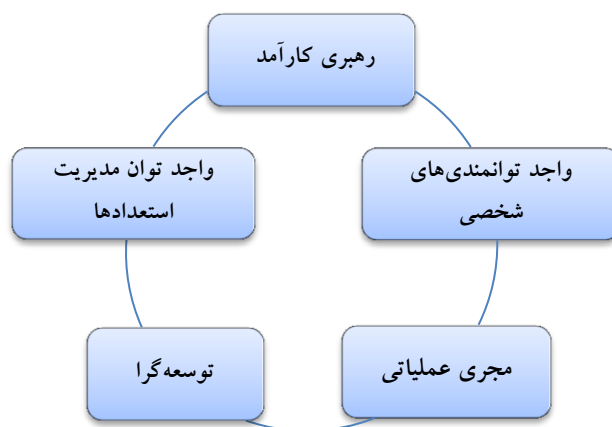 رهبری کارآمد
واجد توانمندی‌های
شخصی
مجری عملیاتی
توسعه‌گرا
واجد توان مدیریت
استعدادها